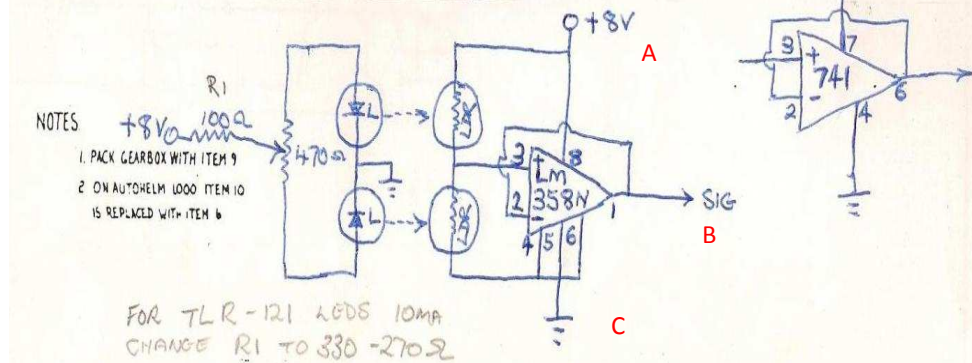 +8V
A
3
+
7
741
2
-
6
4
R1
100Ω
NOTES.
+8V
1. PACK GEARBOX WITH ITEM 9
2 ON AUTOHELM 1000 ITEM 10
IS REPLACED WITH ITEM 6
470Ω
L
L
3
+
8
LM
358N
2
-
1
4
5
6
SIG
B
C
FOR TLR-121 LEDS 10MA
CHANGE R1 TO 330-270Ω